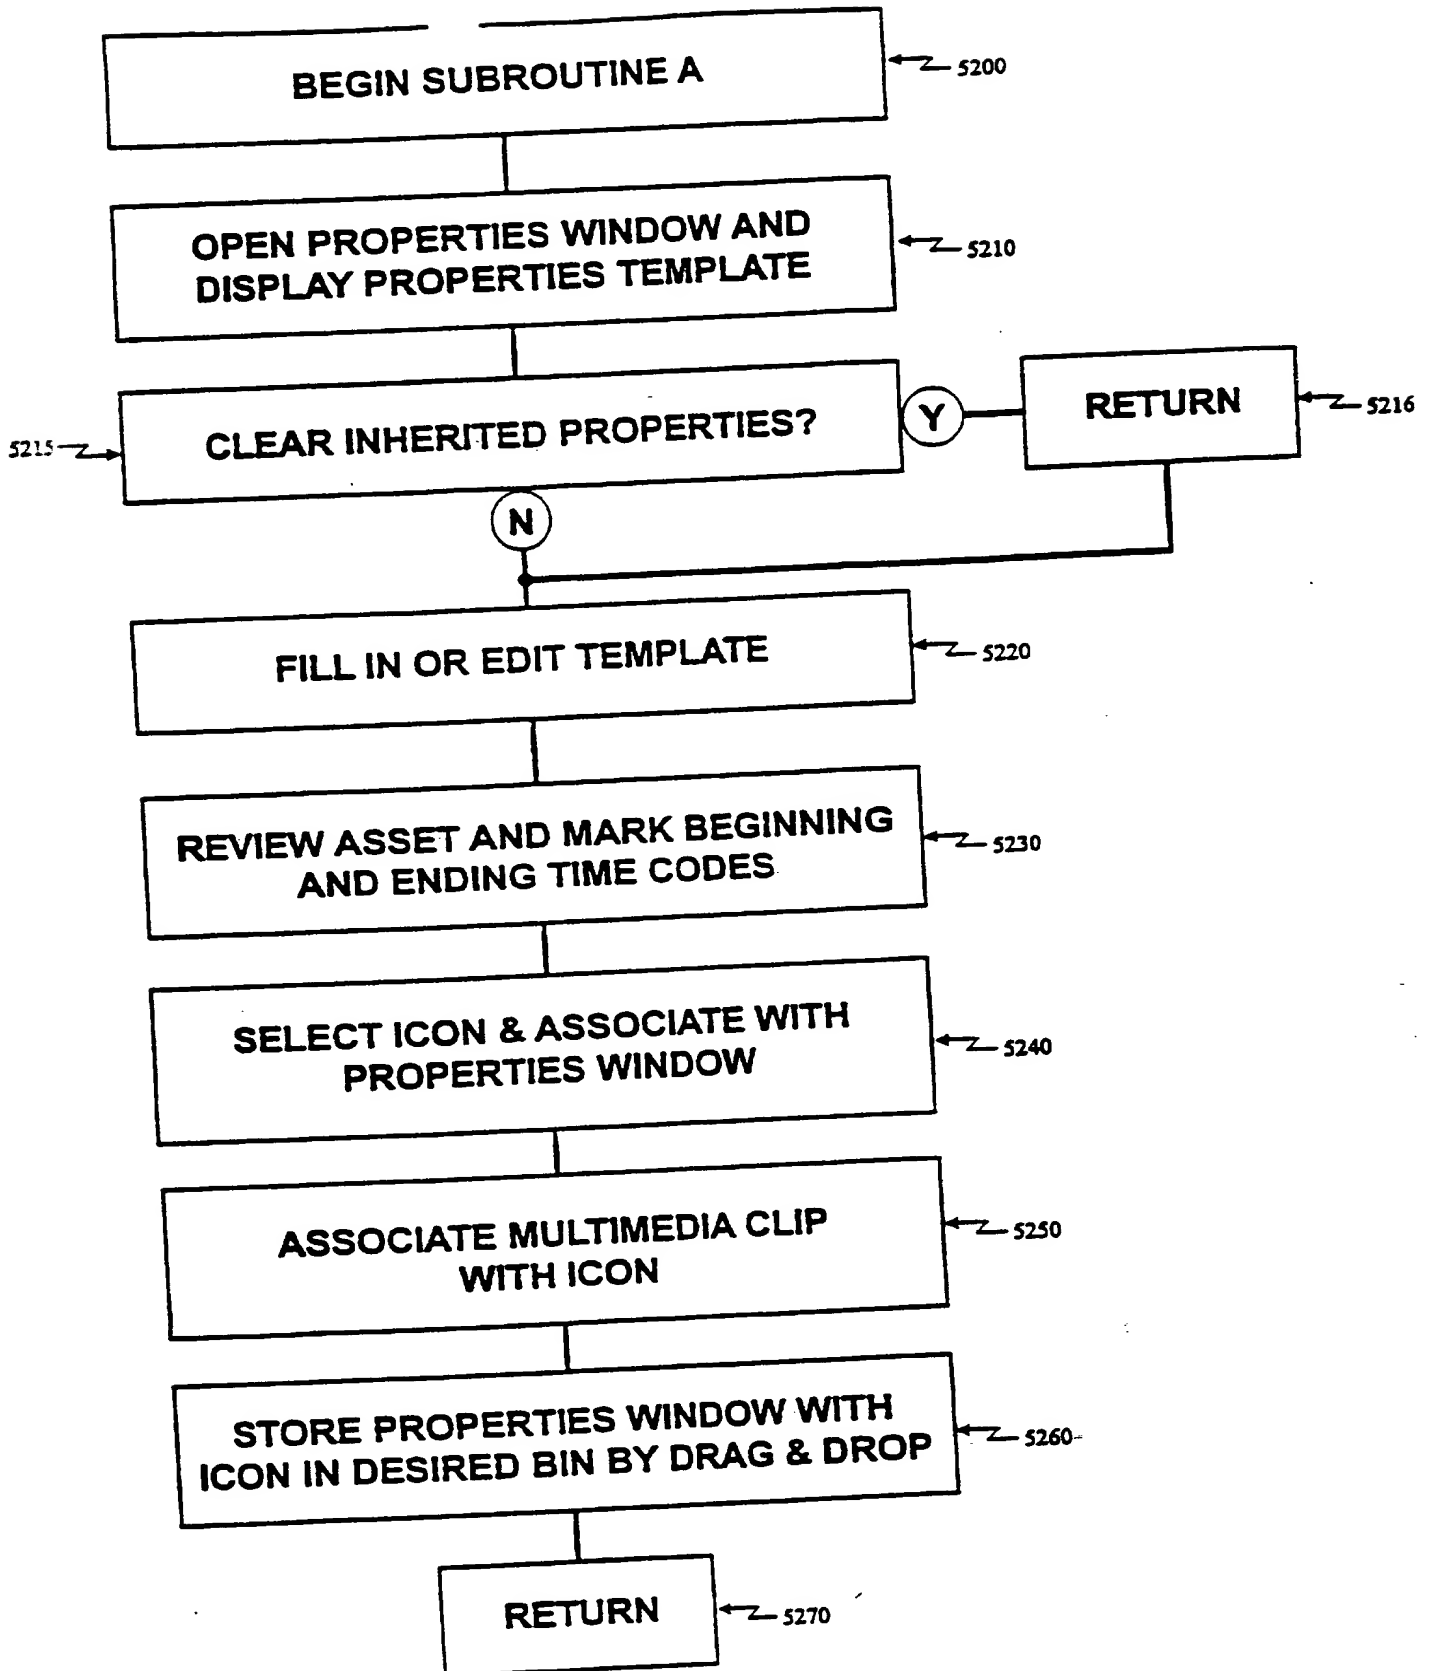 BEGIN SUBROUTINE A
5200
OPEN PROPERTIES WINDOW AND
DISPLAY PROPERTIES TEMPLATE
5210
5215
CLEAR INHERITED PROPERTIES?
Y
RETURN
5216
N
FILL IN OR EDIT TEMPLATE
5220
REVIEW ASSET AND MARK BEGINNING
AND ENDING TIME CODES
5230
SELECT ICON & ASSOCIATE WITH
PROPERTIES WINDOW
5240
ASSOCIATE MULTIMEDIA CLIP
WITH ICON
5250
STORE PROPERTIES WINDOW WITH
ICON IN DESIRED BIN BY DRAG & DROP
5260
RETURN
5270